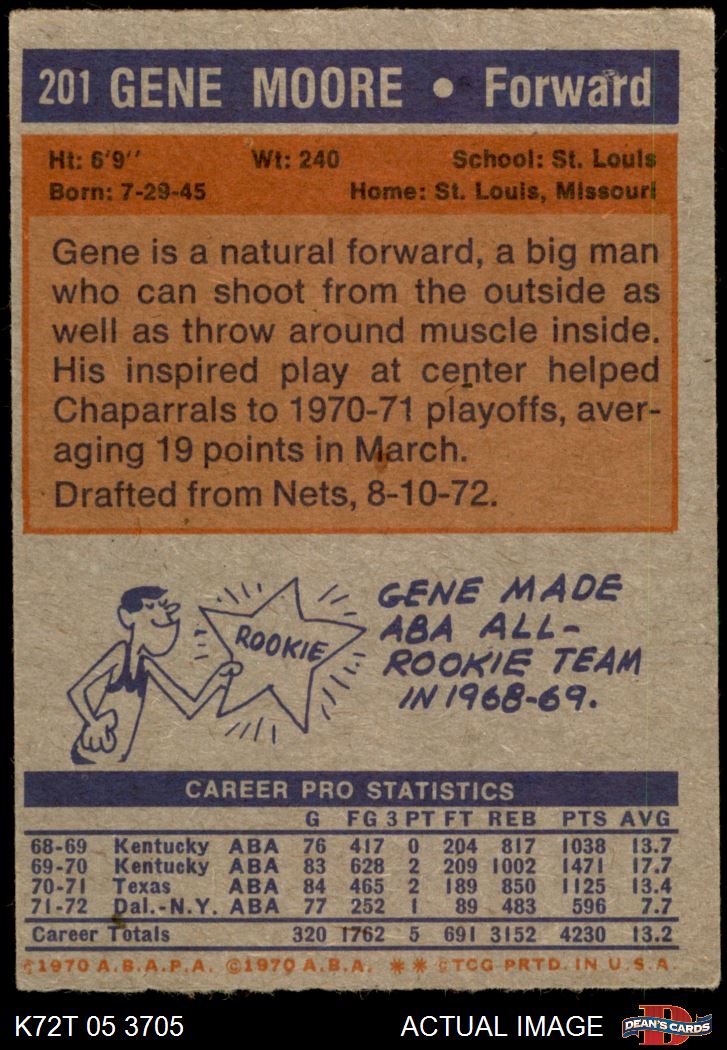 201 GENE MOORE • Forward
Ht: 6'9'' Wt: 240 School: St. Louis
Born: 7-29-45 Home: St. Louis, Missouri
Gene is a natural forward, a big man
who can shoot from the outside as
well as throw around muscle inside.
His inspired play at center helped
Chaparrals to 1970-71 playoffs, aver-
aging 19 points in March.
Drafted from Nets, 8-10-72.
ROOKIE
GENE MADE
ABA ALL-
ROOKIE TEAM
IN 1968-69.
CAREER PRO STATISTICS
G FG 3 PT FT REB PTS AVG
68-69 Kentucky ABA 76 417 0 204 817 1038 13.7
69-70 Kentucky ABA 83 628 2 209 1002 1471 17.7
70-71 Texas ABA 84 465 2 189 850 1125 13.4
71-72 Dal.-N.Y. ABA 77 252 1 89 483 596 7.7
Career Totals 320 1762 5 691 3152 4230 13.2
©1970 A.B.A.P.A. ©1970 A.B.A. ** ©TCG PRTD. IN U.S.A.
K72T 05 3705 ACTUAL IMAGE D DEAN'S CARDS